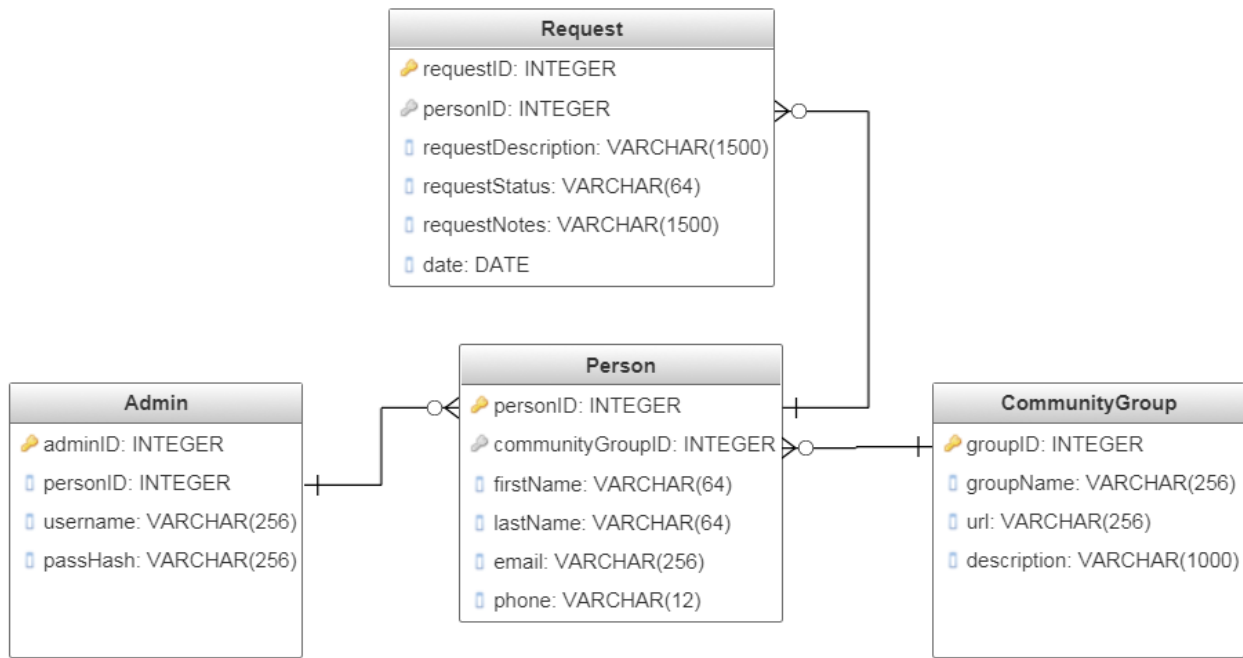 Request
requestID: INTEGER
personID: INTEGER
requestDescription: VARCHAR(1500)
requestStatus: VARCHAR(64)
requestNotes: VARCHAR(1500)
date: DATE
Admin
adminID: INTEGER
personID: INTEGER
username: VARCHAR(256)
passHash: VARCHAR(256)
Person
personID: INTEGER
communityGroupID: INTEGER
firstName: VARCHAR(64)
lastName: VARCHAR(64)
email: VARCHAR(256)
phone: VARCHAR(12)
CommunityGroup
groupID: INTEGER
groupName: VARCHAR(256)
url: VARCHAR(256)
description: VARCHAR(1000)